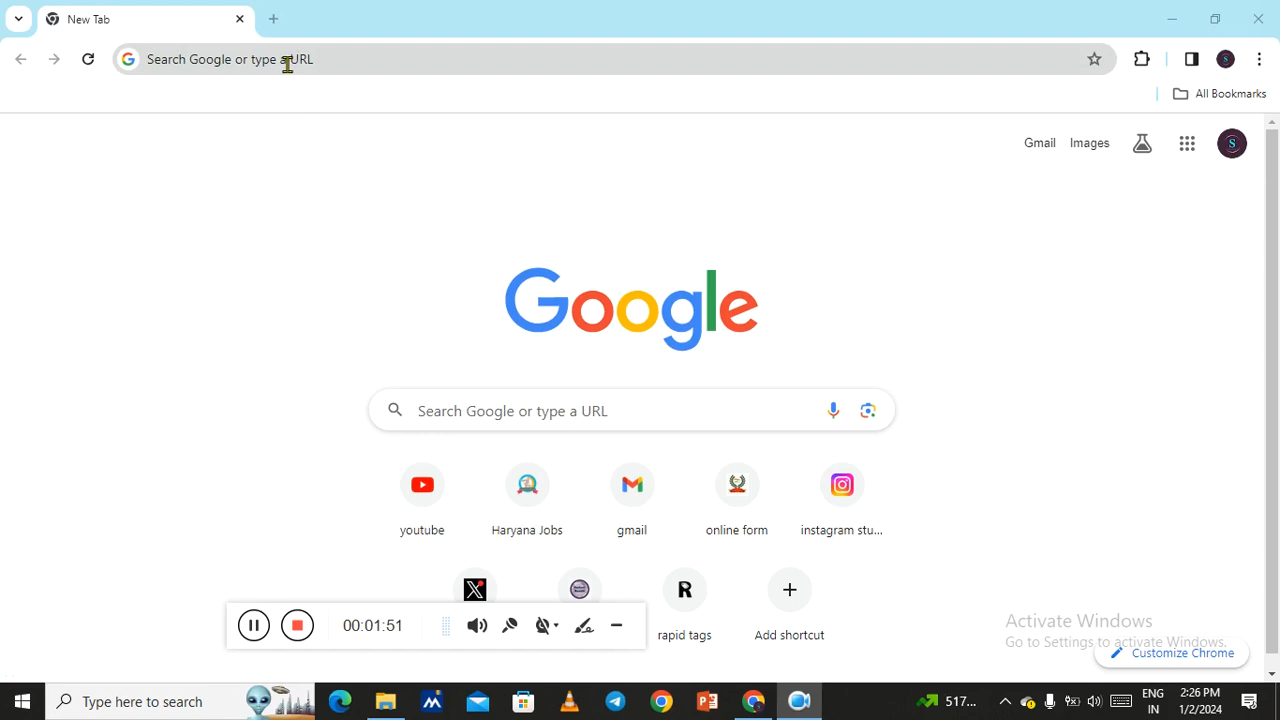 New Tab
Search Google or type a URL
All Bookmarks
Gmail Images
S
Google
Search Google or type a URL
youtube
Haryana Jobs
gmail
online form
instagram stu...
X
R
rapid tags
Add shortcut
00:01:51
Activate Windows
Go to Settings to activate Windows.
Customize Chrome
Type here to search
517...
ENG
IN
2:26 PM
1/2/2024